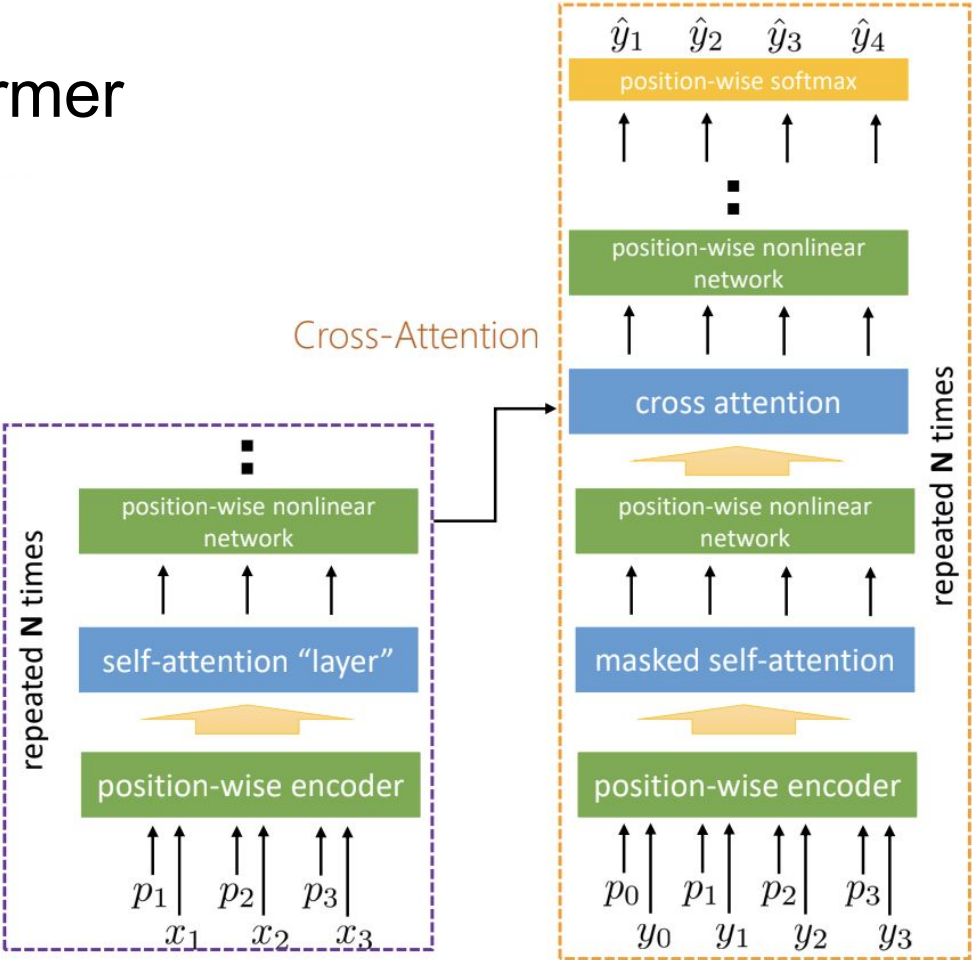 rmer
ŷ1 ŷ2 ŷ3 ŷ4
position-wise softmax
position-wise nonlinear
network
Cross-Attention
cross attention
repeated N times
position-wise nonlinear
network
masked self-attention
position-wise encoder
p0 p1 p2 p3
y0 y1 y2 y3
position-wise nonlinear
network
repeated N times
self-attention “layer”
position-wise encoder
p1 p2 p3
x1 x2 x3